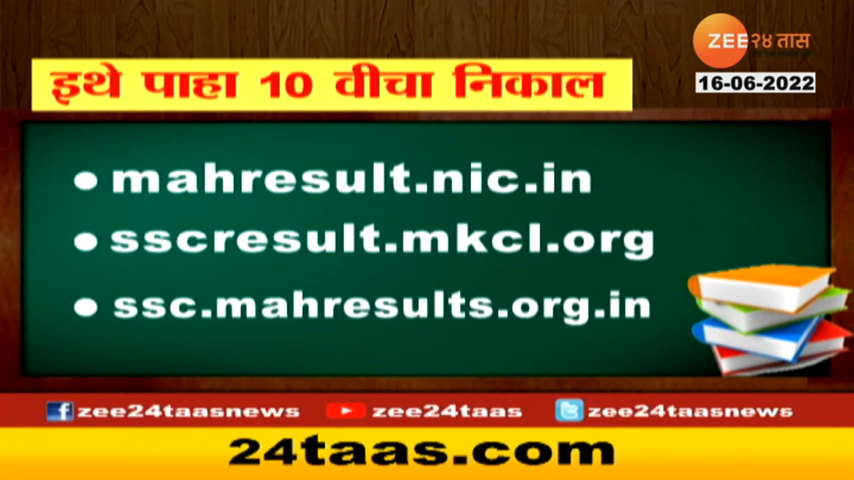 ZEE २४ तास
16-06-2022
इथे पाहा 10 वीचा निकाल
• mahresult.nic.in
• sscresult.mkcl.org
• ssc.mahresults.org.in
zee24taasnews zee24taas zee24taasnews
24taas.com